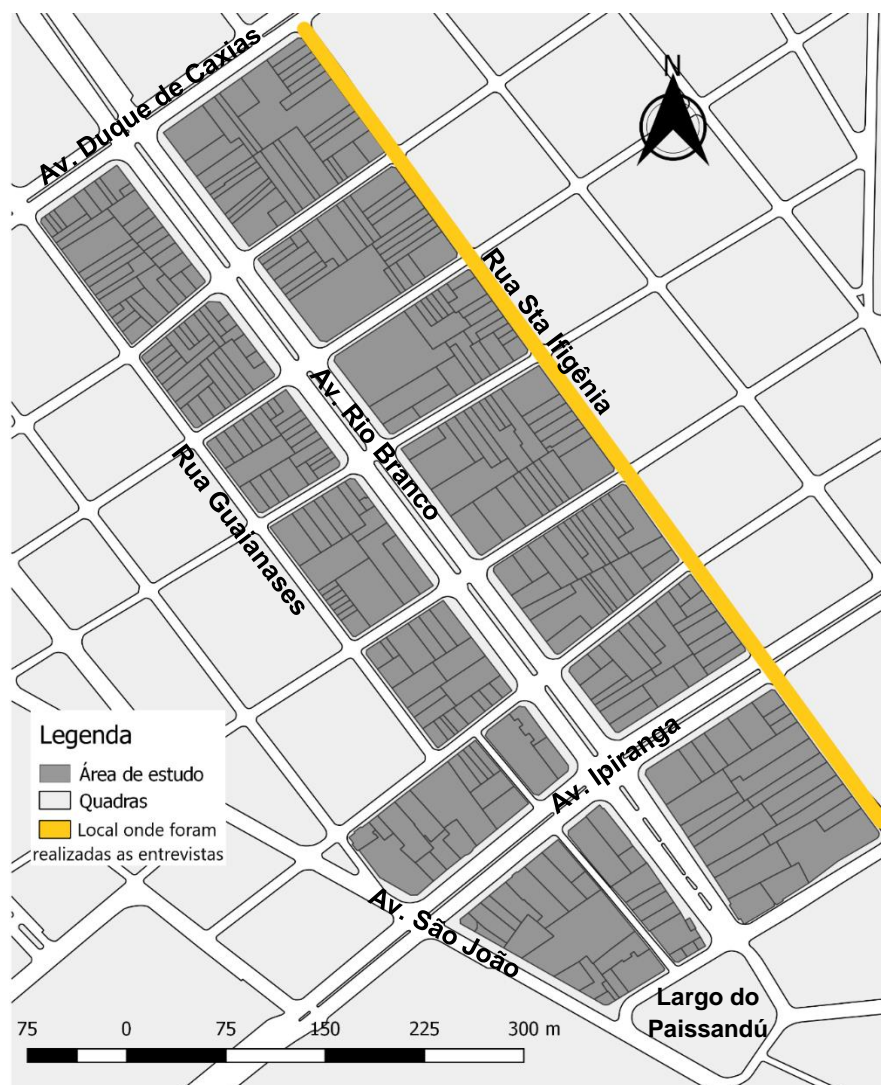 Av. Duque de Caxias
N
Rua Sta Ifigênia
Av. Rio Branco
Rua Guaianases
Legenda
Área de estudo
Quadras
Local onde foram
realizadas as entrevistas
Av. Ipiranga
Av. São João
Largo do
Paissandú
75 0 75 150 225 300 m